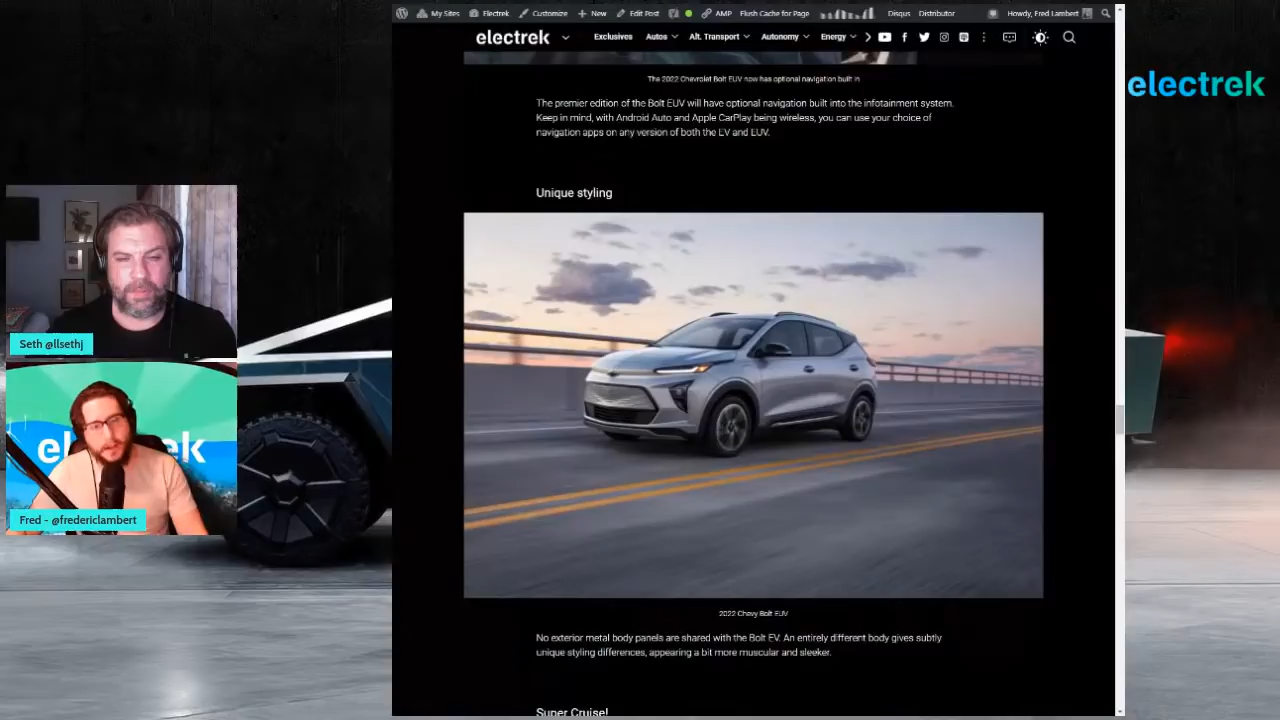 My Sites
Electrek
Customize
New
Edit Post
AMP
Flush Cache for Page
Disqus
Distributor
Howdy, Fred Lambert
electrek
Exclusives
Autos
Alt. Transport
Autonomy
Energy
electrek
The 2022 Chevrolet Bolt EUV now has optional navigation built in
The premier edition of the Bolt EUV will have optional navigation built into the infotainment system.
Keep in mind, with Android Auto and Apple CarPlay being wireless, you can use your choice of
navigation apps on any version of both the EV and EUV.
Unique styling
Seth @llsethj
el
k
Fred - @fredericlambert
2022 Chevy Bolt EUV
No exterior metal body panels are shared with the Bolt EV. An entirely different body gives subtly
unique styling differences, appearing a bit more muscular and sleeker.
Super Cruise!